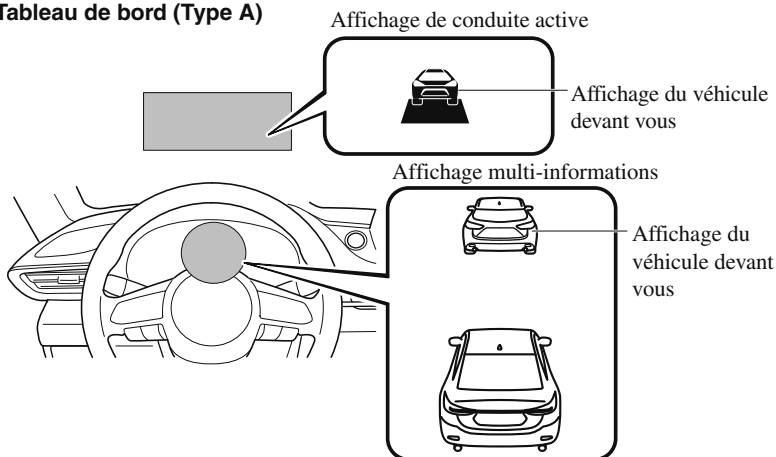 Tableau de bord (Type A)
Affichage de conduite active
Affichage du véhicule
devant vous
Affichage multi-informations
Affichage du
véhicule devant
vous